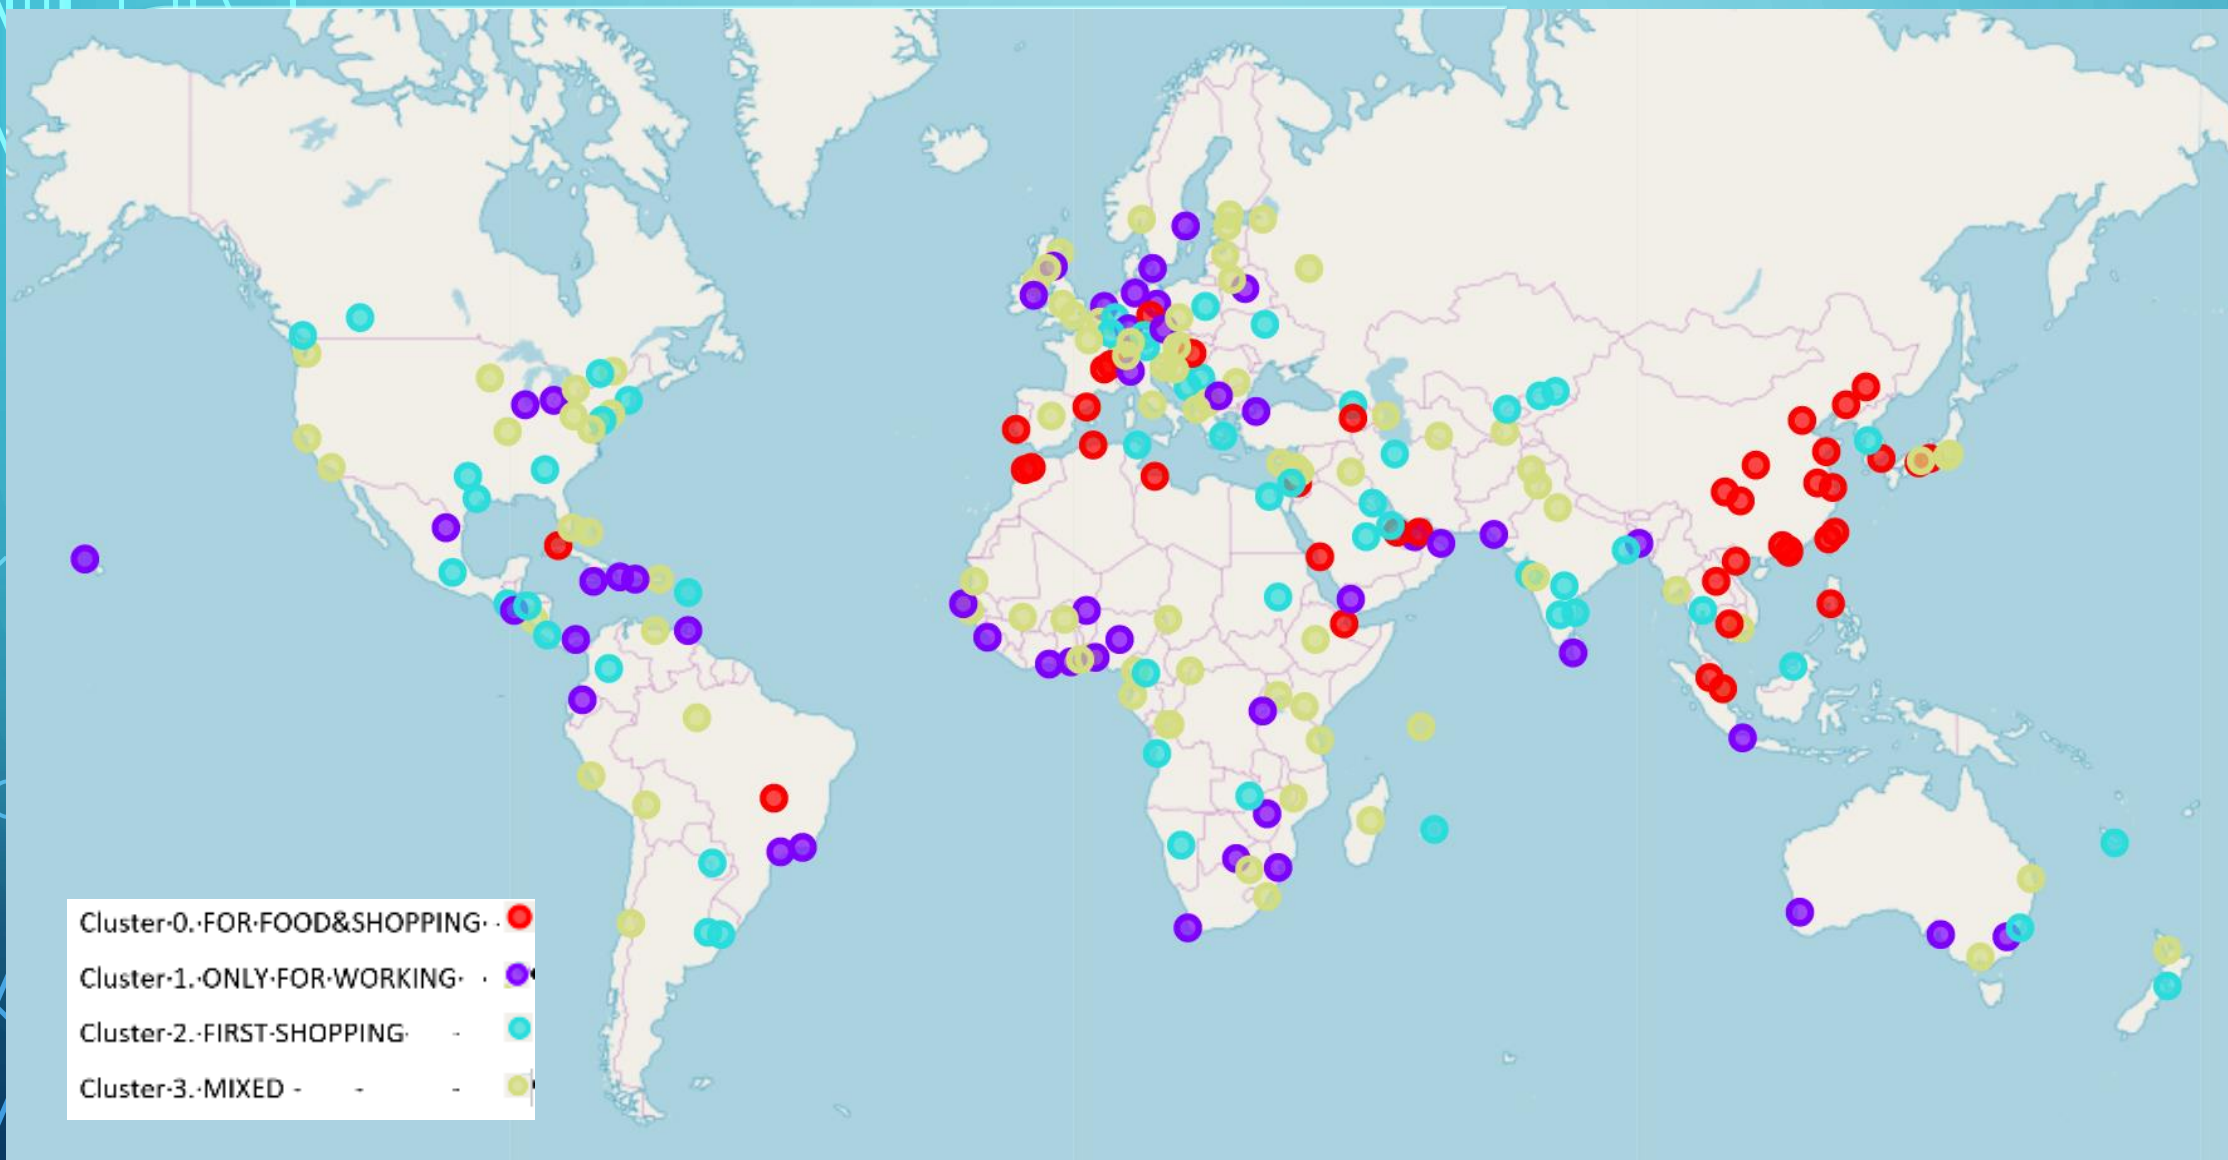 Cluster·0.·FOR·FOOD&SHOPPING·
Cluster·1.·ONLY·FOR·WORKING·
Cluster·2.·FIRST·SHOPPING·
Cluster·3.·MIXED